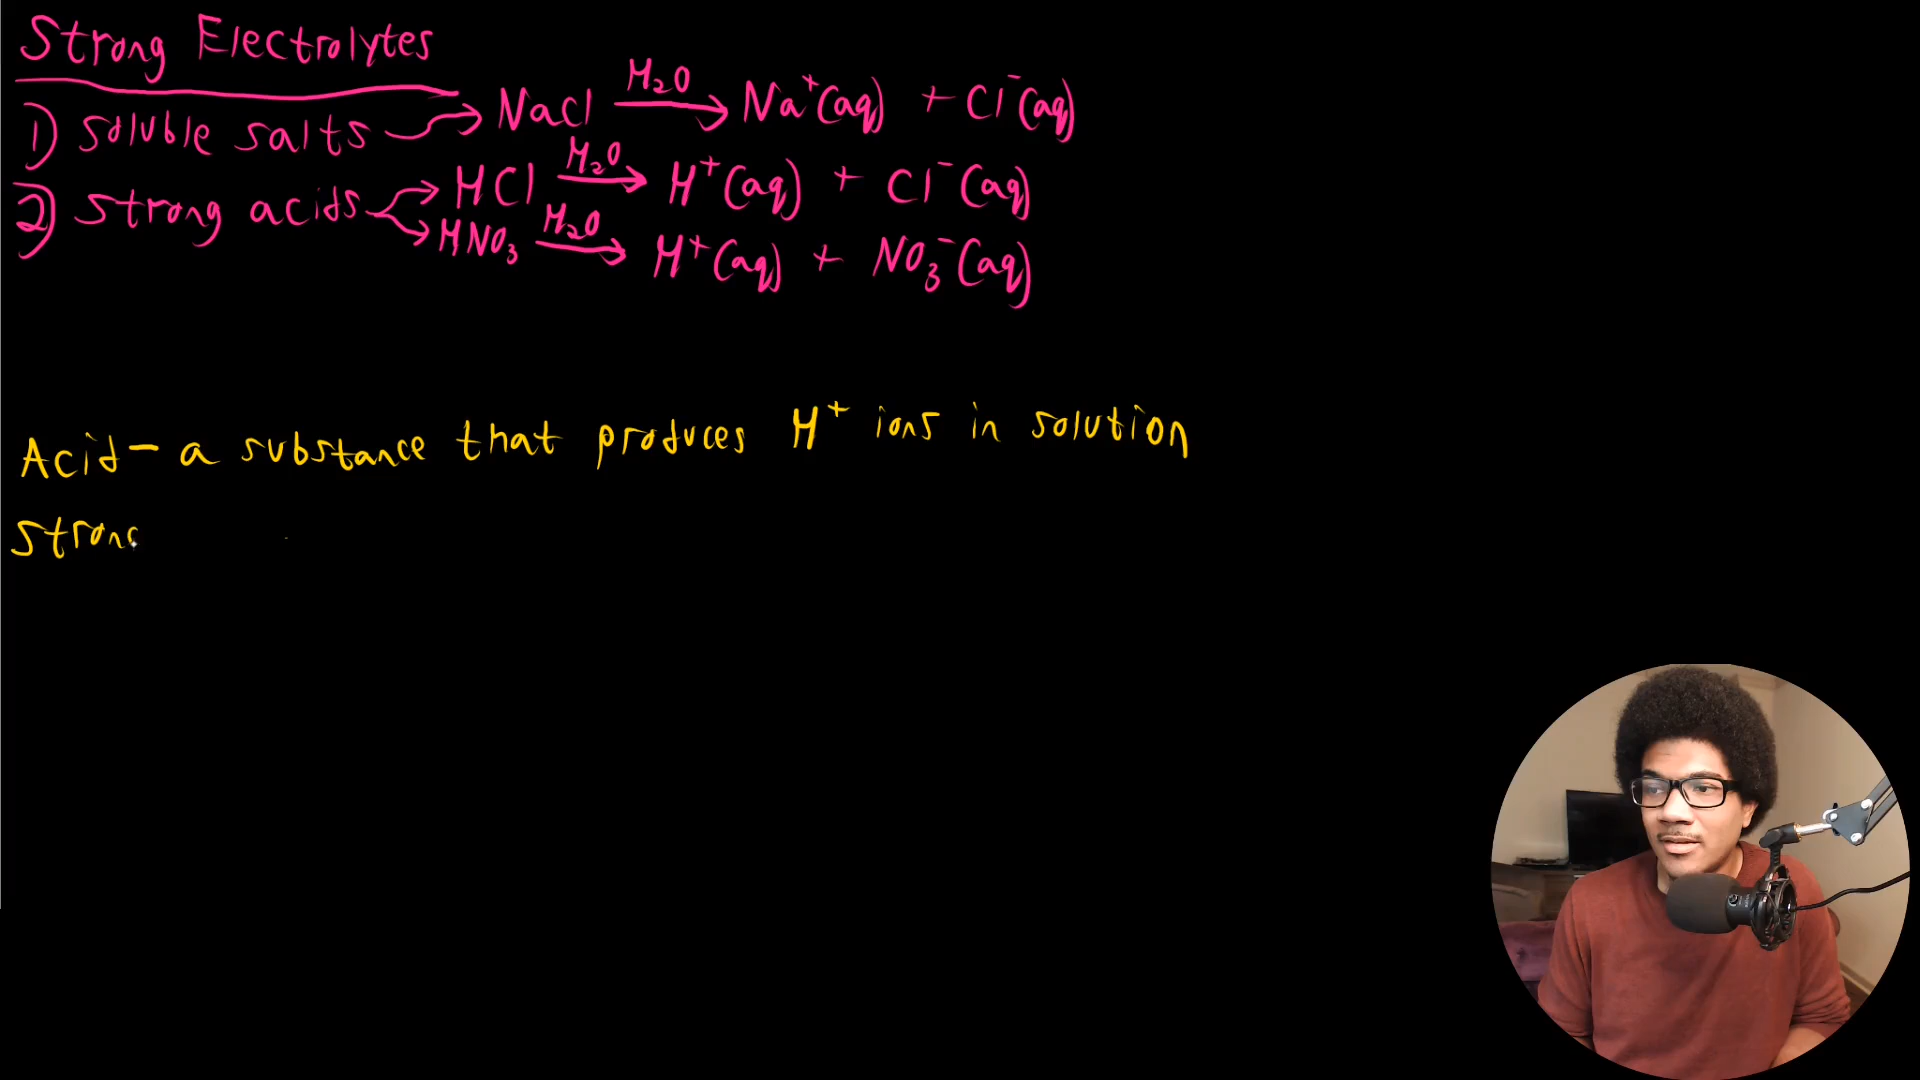 Strong Electrolytes
1) soluble salts → NaCl H₂O→ Na⁺(aq) + Cl⁻(aq)
2) strong acids → HCl H₂O→ H⁺(aq) + Cl⁻(aq)
→ HNO₃ H₂O→ H⁺(aq) + NO₃⁻(aq)
Acid – a substance that produces H⁺ ions in solution
Strong